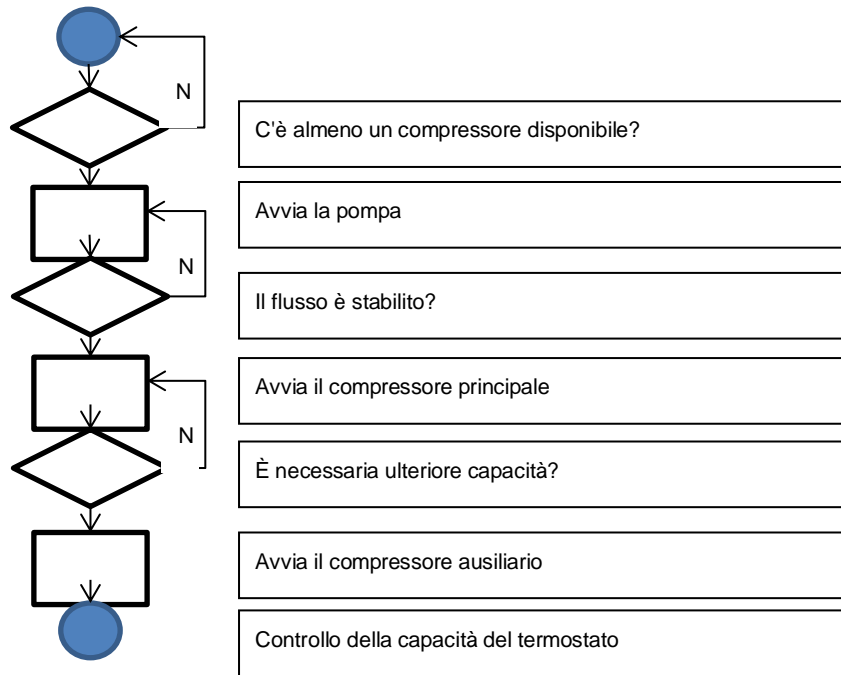 N
C'è almeno un compressore disponibile?
Avvia la pompa
N
Il flusso è stabilito?
Avvia il compressore principale
N
È necessaria ulteriore capacità?
Avvia il compressore ausiliario
Controllo della capacità del termostato